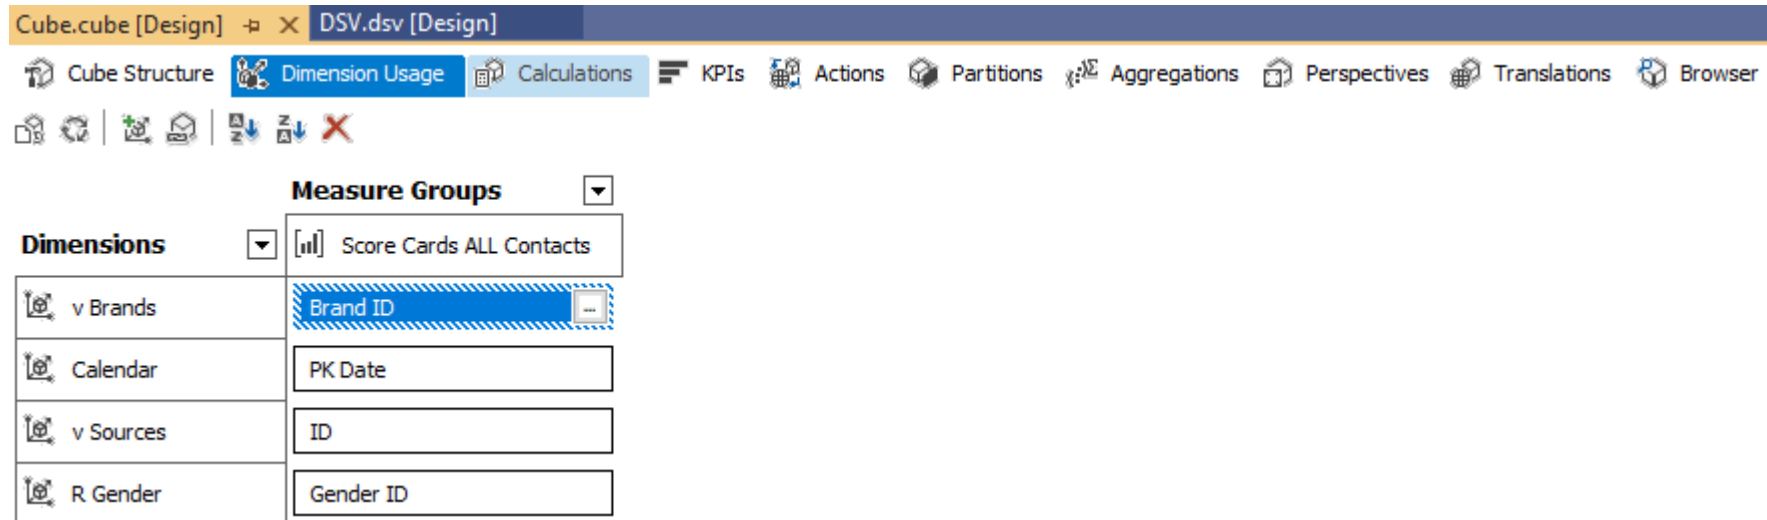 Cube.cube [Design] DSV.dsv [Design]
Cube Structure Dimension Usage Calculations KPIs Actions Partitions Aggregations Perspectives Translations Browser
Measure Groups
Dimensions Score Cards ALL Contacts
v Brands Brand ID ...
Calendar PK Date
v Sources ID
R Gender Gender ID